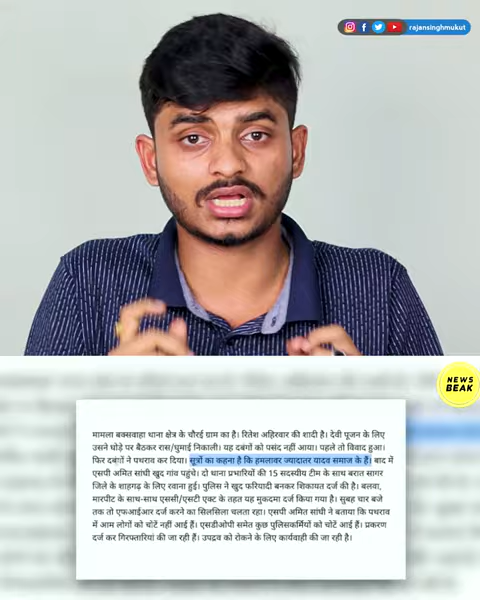 rajansinghmukut
NEWS
BEAK
मामला बक्सवाहा थाना क्षेत्र के चौरई ग्राम का है। रितेश अहिरवार की शादी है। देवी पूजन के लिए
उसने घोड़े पर बैठकर रास/घुमाई निकाली। यह दबंगों को पसंद नहीं आया। पहले तो विवाद हुआ।
फिर दबंगों ने पथराव कर दिया। सूत्रों का कहना है कि हमलावर ज्यादातर यादव समाज के हैं। बाद में
एसपी अमित सांघी खुद गांव पहुंचे। दो थाना प्रभारियों की 15 सदस्यीय टीम के साथ बरात सागर
जिले के शाहगढ़ के लिए रवाना हुई। पुलिस ने खुद फरियादी बनकर शिकायत दर्ज की है। बलवा,
मारपीट के साथ-साथ एससी/एस्टी एक्ट के तहत यह मुकदमा दर्ज किया गया है। सुबह चार बजे
तक तो एफआईआर दर्ज करने का सिलसिला चलता रहा। एसपी अमित सांघी ने बताया कि पथराव
में आम लोगों को चोटें नहीं आई हैं। एसडीओपी समेत कुछ पुलिसकर्मियों को चोटें आई हैं। प्रकरण
दर्ज कर गिरफ्तारियां की जा रही हैं। उपद्रव को रोकने के लिए कार्यवाही की जा रही है।